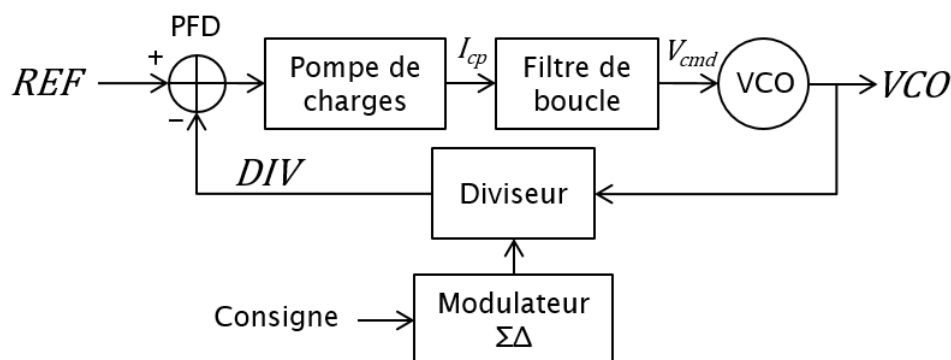 PFD
+
REF
−
Pompe de
charges
I_cp
Filtre de
boucle
V_cmd
VCO
VCO
DIV
Diviseur
Consigne
Modulateur
ΣΔ